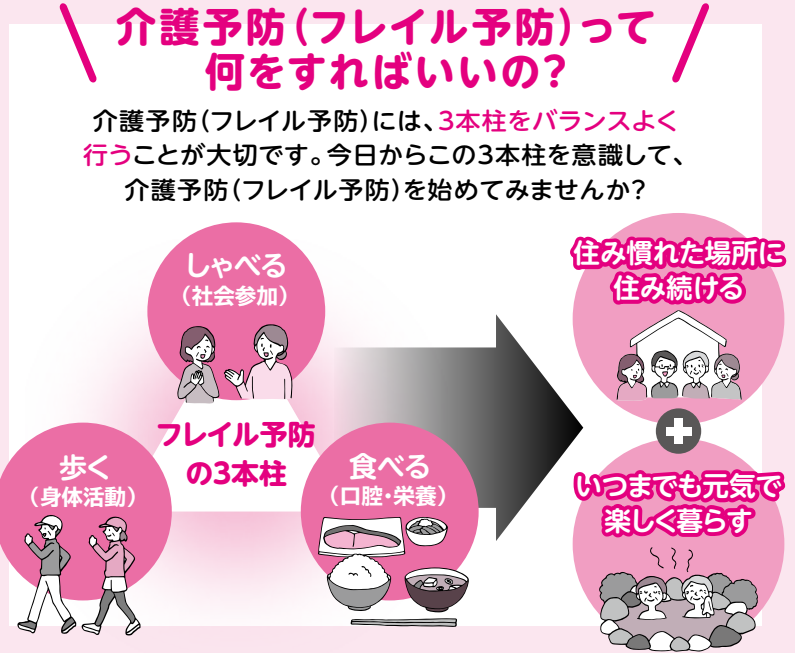 介護予防(フレイル予防)って
何をすればいいの?
介護予防(フレイル予防)には、3本柱をバランスよく
行うことが大切です。今日からこの3本柱を意識して、
介護予防(フレイル予防)を始めてみませんか?
しゃべる
(社会参加)
フレイル予防
の3本柱
歩く
(身体活動)
食べる
(口腔・栄養)
住み慣れた場所に
住み続ける
いつまでも元気で
楽しく暮らす